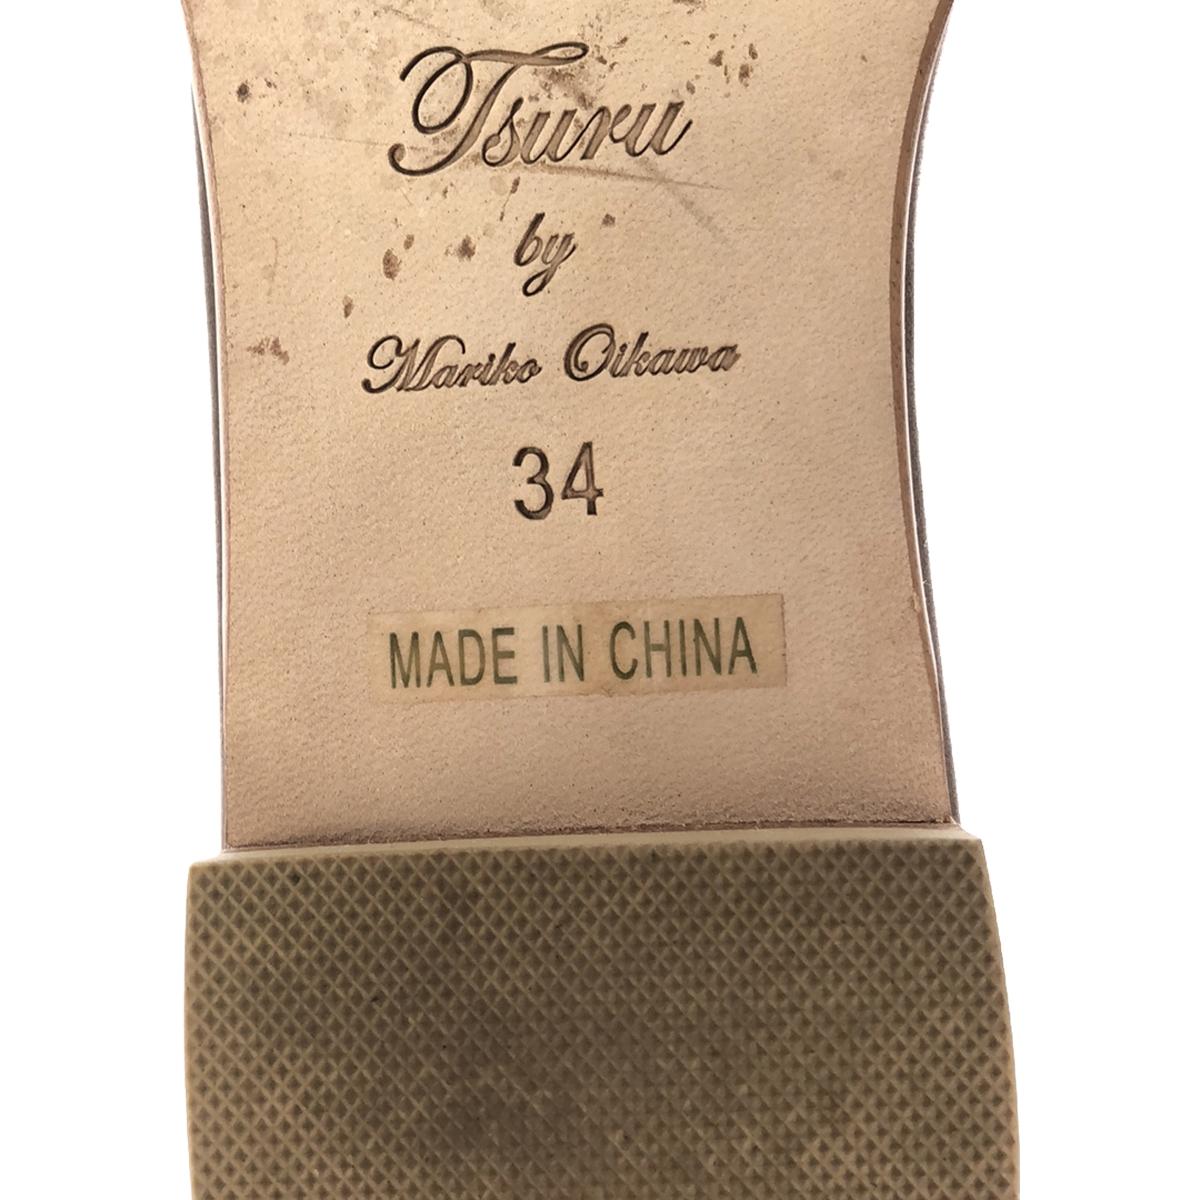 Tsuru
by
Mariko Oikawa
34
MADE IN CHINA